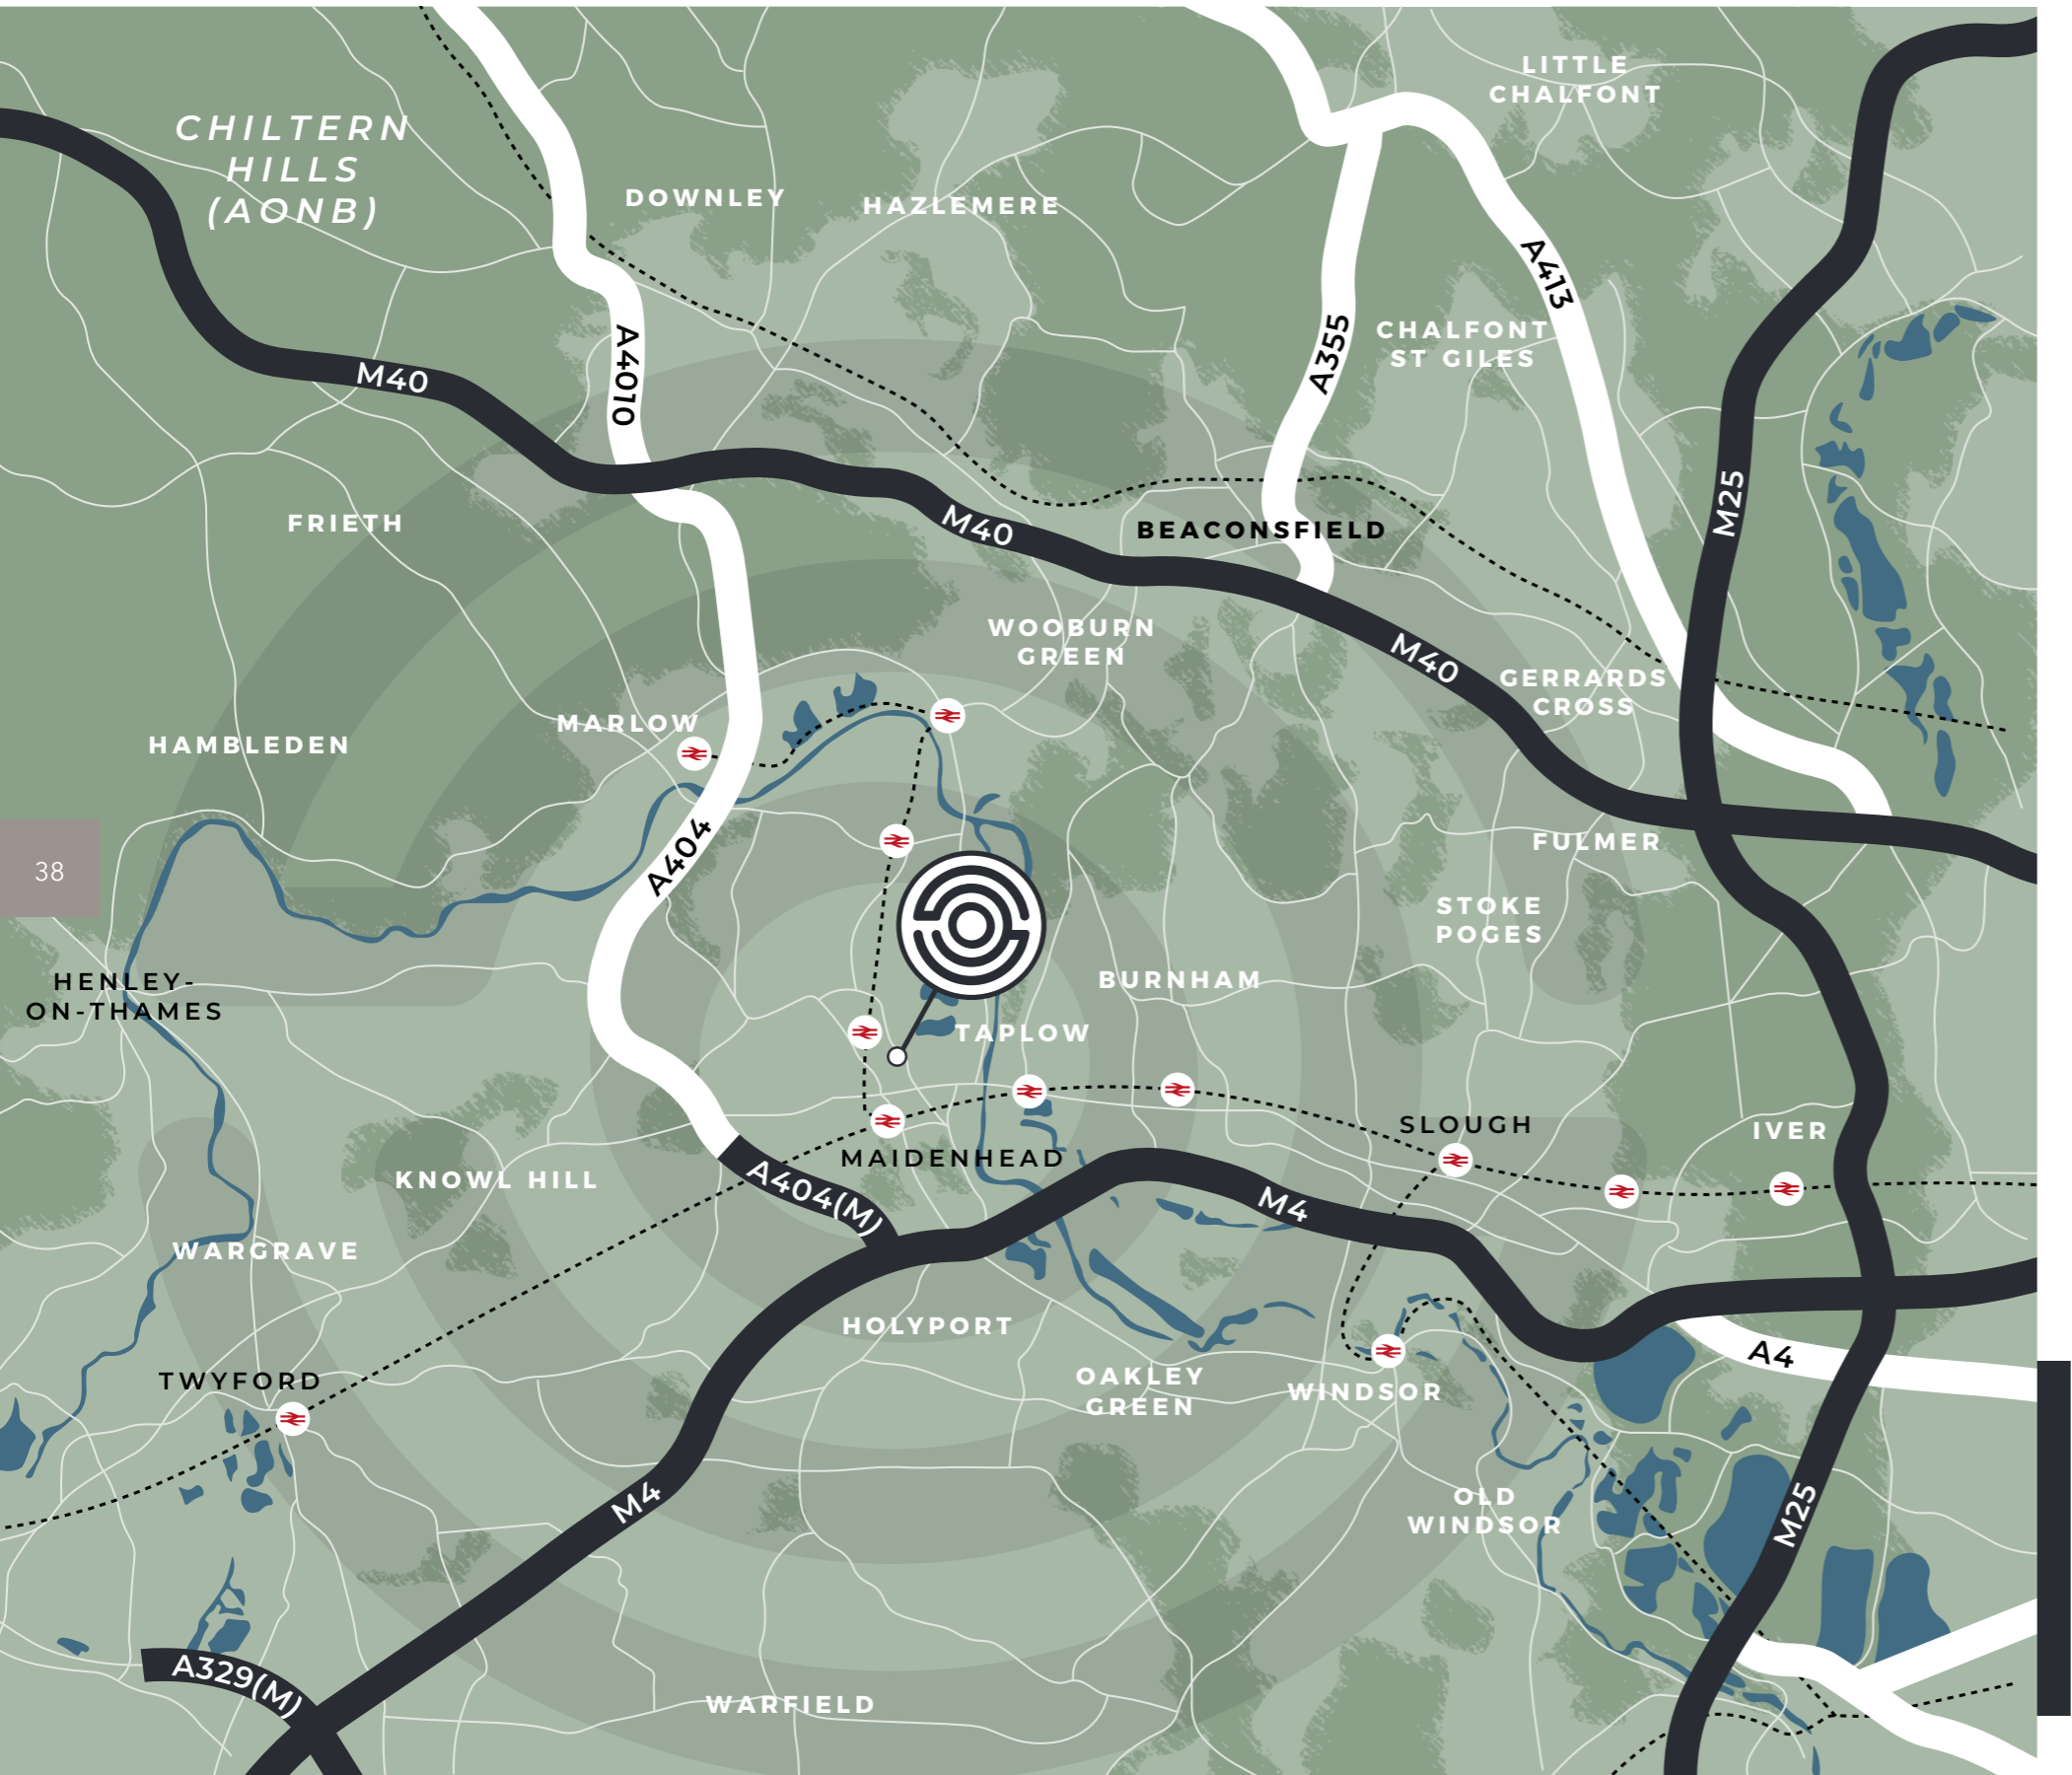 LITTLE
CHALFONT
CHILTERN
HILLS
(AONB)
DOWNLEY
HAZLEMERE
A413
A4010
A355
CHALFONT
ST GILES
M40
M25
FRIETH
M40
BEACONSFIELD
WOOBURN
GREEN
M40
GERRARDS
CROSS
MARLOW
HAMBLEDEN
FULMER
A404
38
STOKE
POGES
HENLEY-
ON-THAMES
BURNHAM
TAPLOW
SLOUGH
IVER
MAIDENHEAD
KNOWL HILL
A404(M)
M4
WARGRAVE
HOLYPORT
A4
TWYFORD
OAKLEY
GREEN
WINDSOR
M4
OLD
WINDSOR
M25
A329(M)
WARFIELD